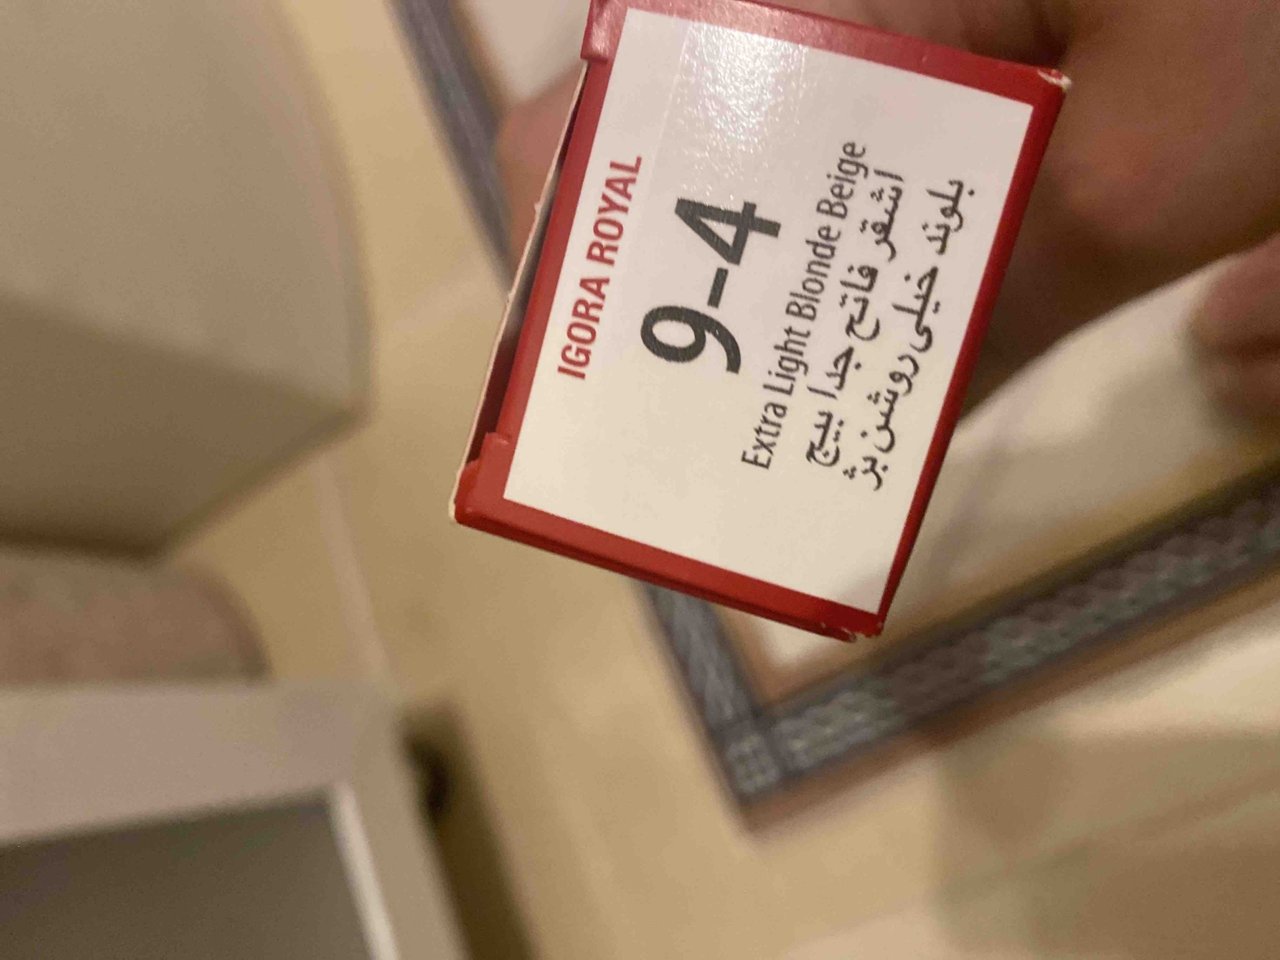 IGORA ROYAL
9-4
Extra Light Blonde Beige
اشقر فاتح جدا بيج
بلوند خیلی روشن بژ